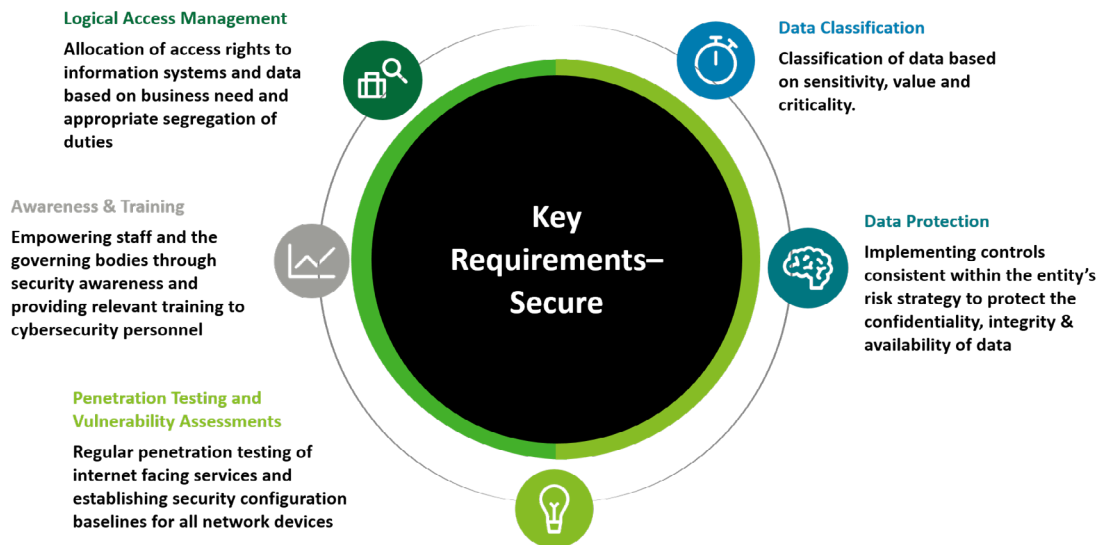 Logical Access Management
Allocation of access rights to
information systems and data
based on business need and
appropriate segregation of
duties
Data Classification
Classification of data based
on sensitivity, value and
criticality.
Awareness & Training
Empowering staff and the
governing bodies through
security awareness and
providing relevant training to
cybersecurity personnel
Key
Requirements–
Secure
Data Protection
Implementing controls
consistent within the entity's
risk strategy to protect the
confidentiality, integrity &
availability of data
Penetration Testing and
Vulnerability Assessments
Regular penetration testing of
internet facing services and
establishing security configuration
baselines for all network devices